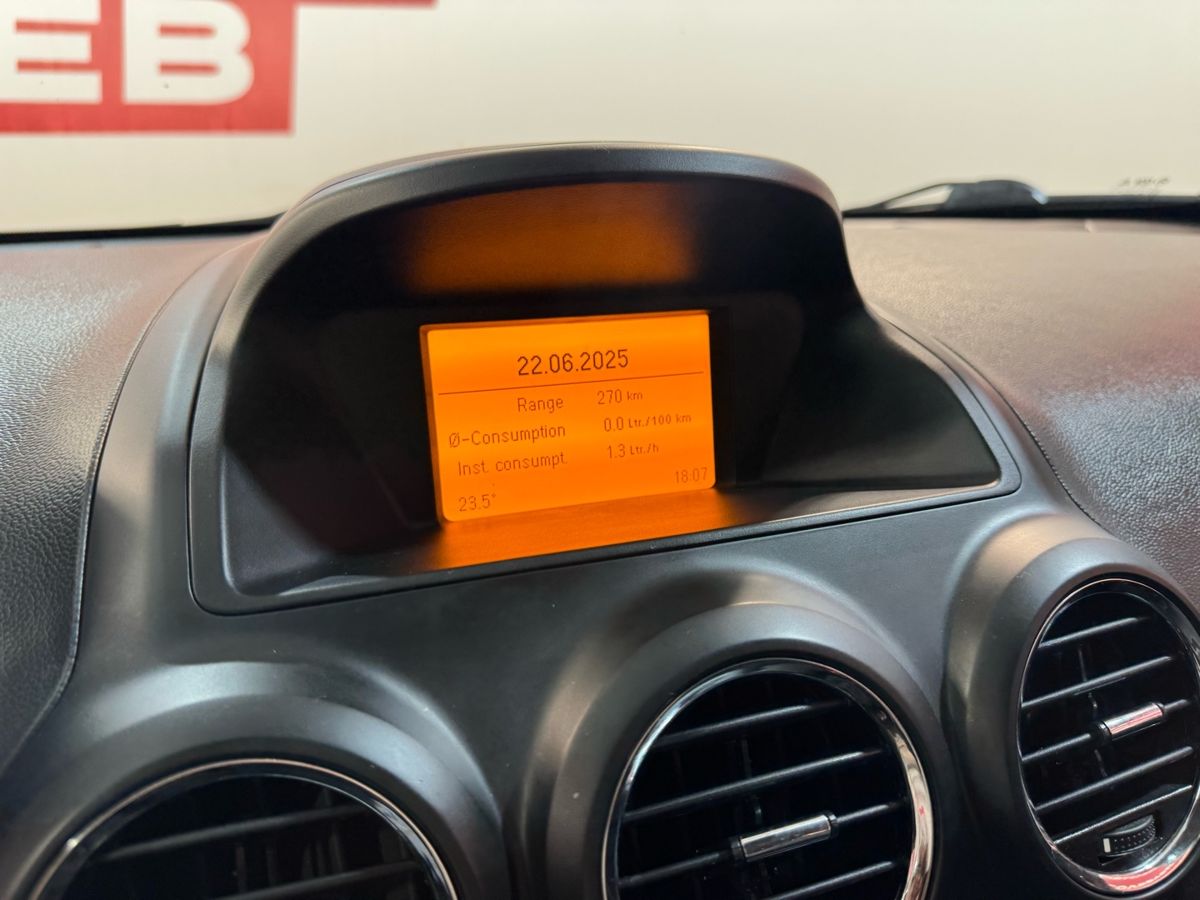 EB
22.06.2025
Range 270 km
Ø-Consumption 0.0 Ltr./100 km
Inst. consumpt. 1.3 Ltr./h
23.5° 18:07